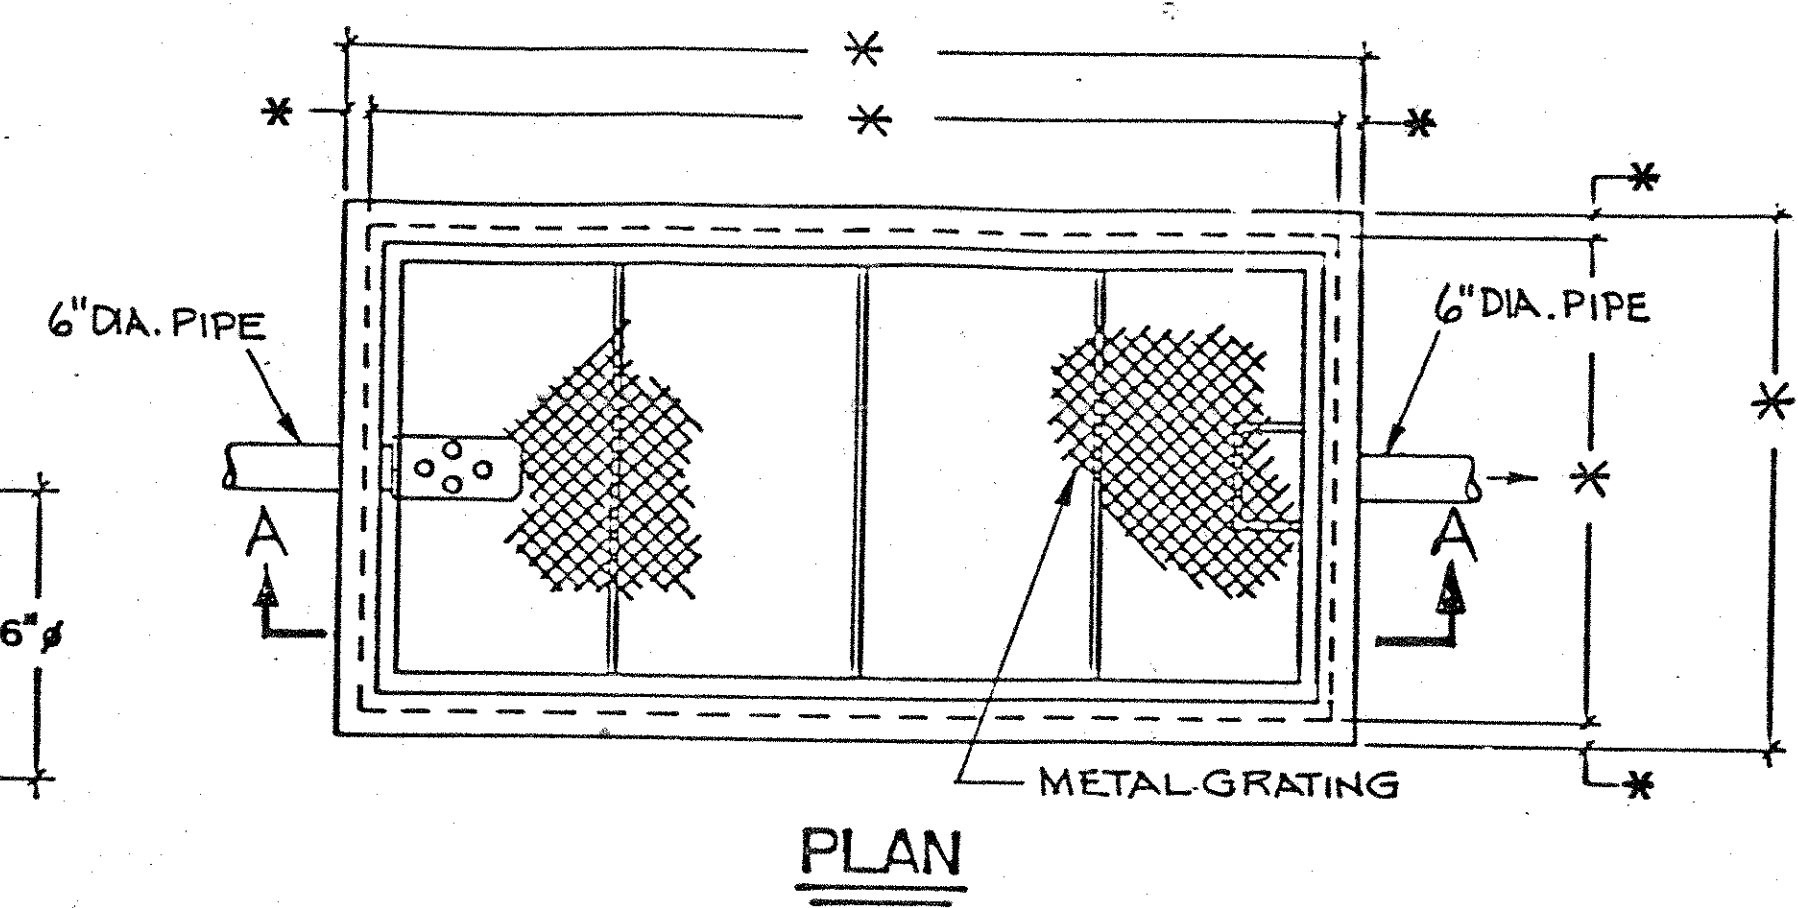 *
* * *
*
6" DIA. PIPE
6" DIA. PIPE
*
*
A
A
6" ø
METAL GRATING
*
PLAN